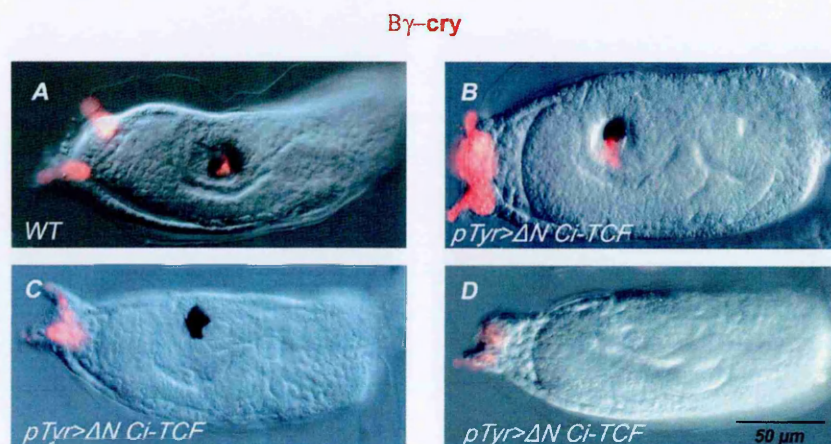 Bγ-cry
A
WT
B
pTyr>ΔN Ci-TCF
C
pTyr>ΔN Ci-TCF
D
pTyr>ΔN Ci-TCF
50 μm